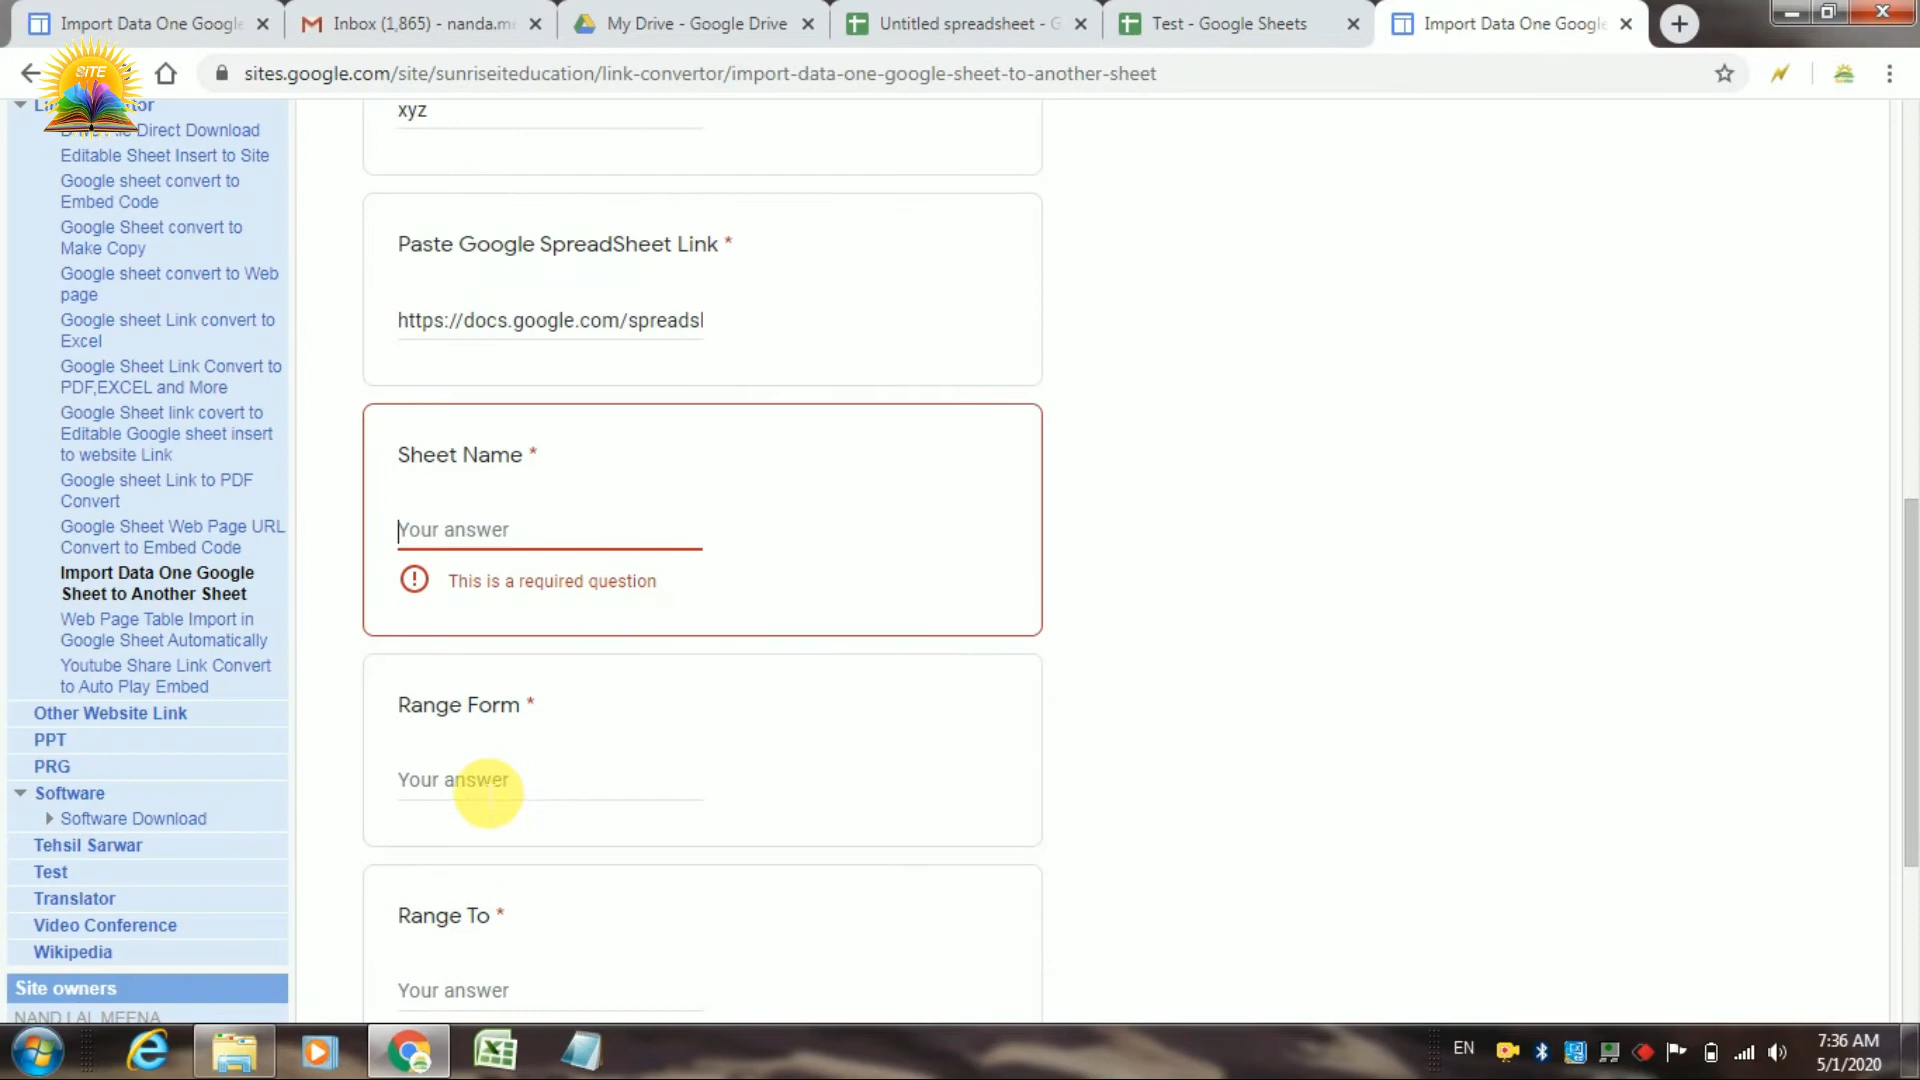 Import Data One Google
Inbox (1,865) - nanda.m
My Drive - Google Drive
Untitled spreadsheet - G
Test - Google Sheets
Import Data One Google
sites.google.com/site/sunriseiteducation/link-convertor/import-data-one-google-sheet-to-another-sheet
SITE
Direct Download
Editable Sheet Insert to Site
Google sheet convert to
Embed Code
Google Sheet convert to
Make Copy
Google sheet convert to Web
page
Google sheet Link convert to
Excel
Google Sheet Link Convert to
PDF,EXCEL and More
Google Sheet link covert to
Editable Google sheet insert
to website Link
Google sheet Link to PDF
Convert
Google Sheet Web Page URL
Convert to Embed Code
Import Data One Google
Sheet to Another Sheet
Web Page Table Import in
Google Sheet Automatically
Youtube Share Link Convert
to Auto Play Embed
Other Website Link
PPT
PRG
Software
Software Download
Tehsil Sarwar
Test
Translator
Video Conference
Wikipedia
Site owners
NAND LAL MEENA
xyz
Paste Google SpreadSheet Link *
https://docs.google.com/spreadsl
Sheet Name *
Your answer
This is a required question
Range Form *
Your answer
Range To *
Your answer
EN
7:36 AM
5/1/2020